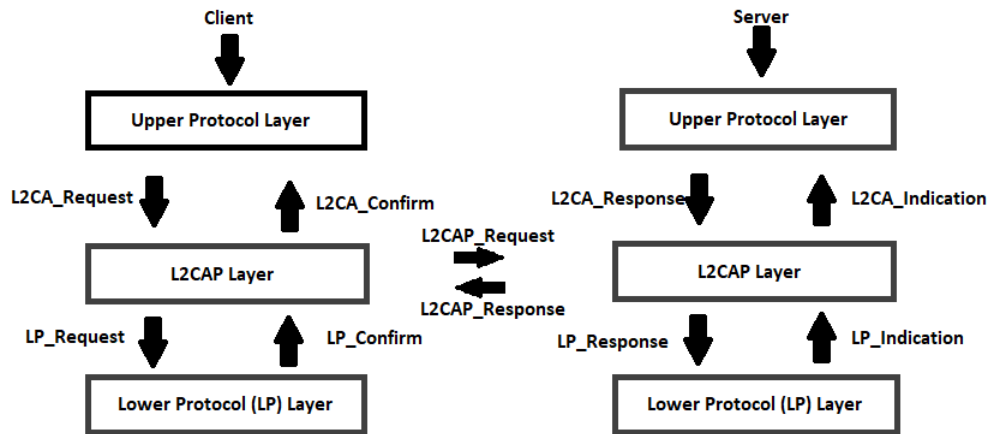 Client
Server
Upper Protocol Layer
Upper Protocol Layer
L2CA_Request
L2CA_Confirm
L2CA_Response
L2CA_Indication
L2CAP_Request
L2CAP Layer
L2CAP Layer
L2CAP_Response
LP_Request
LP_Confirm
LP_Response
LP_Indication
Lower Protocol (LP) Layer
Lower Protocol (LP) Layer